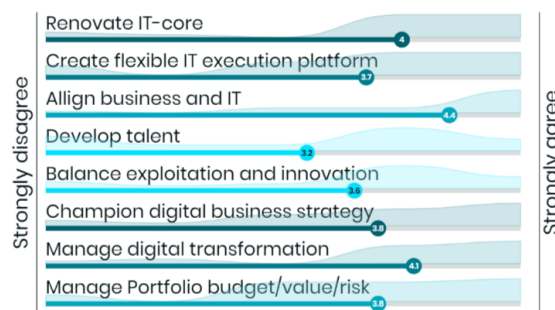 Strongly disagree
Renovate IT-core
4
Create flexible IT execution platform
3.7
Allign business and IT
4.4
Develop talent
3.2
Balance exploitation and innovation
3.6
Champion digital business strategy
3.8
Manage digital transformation
4.1
Manage Portfolio budget/value/risk
3.8
Strongly agree